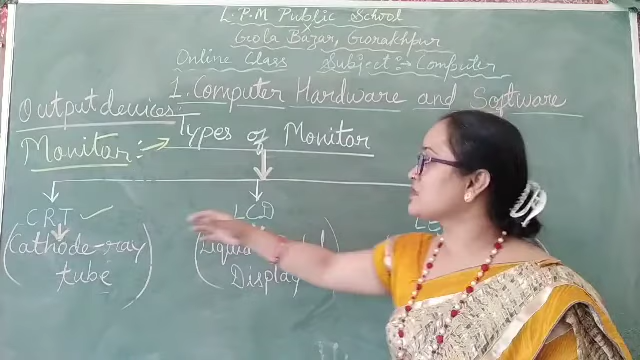 L.P.M Public School
Gola Bazar, Gorakhpur
Online Class Subject:→ Computer
1. Computer Hardware and Software
Output devices:-
Types of Monitor
Monitor :→
CRT ✓ LCD
(Cathode-ray
tube) Display